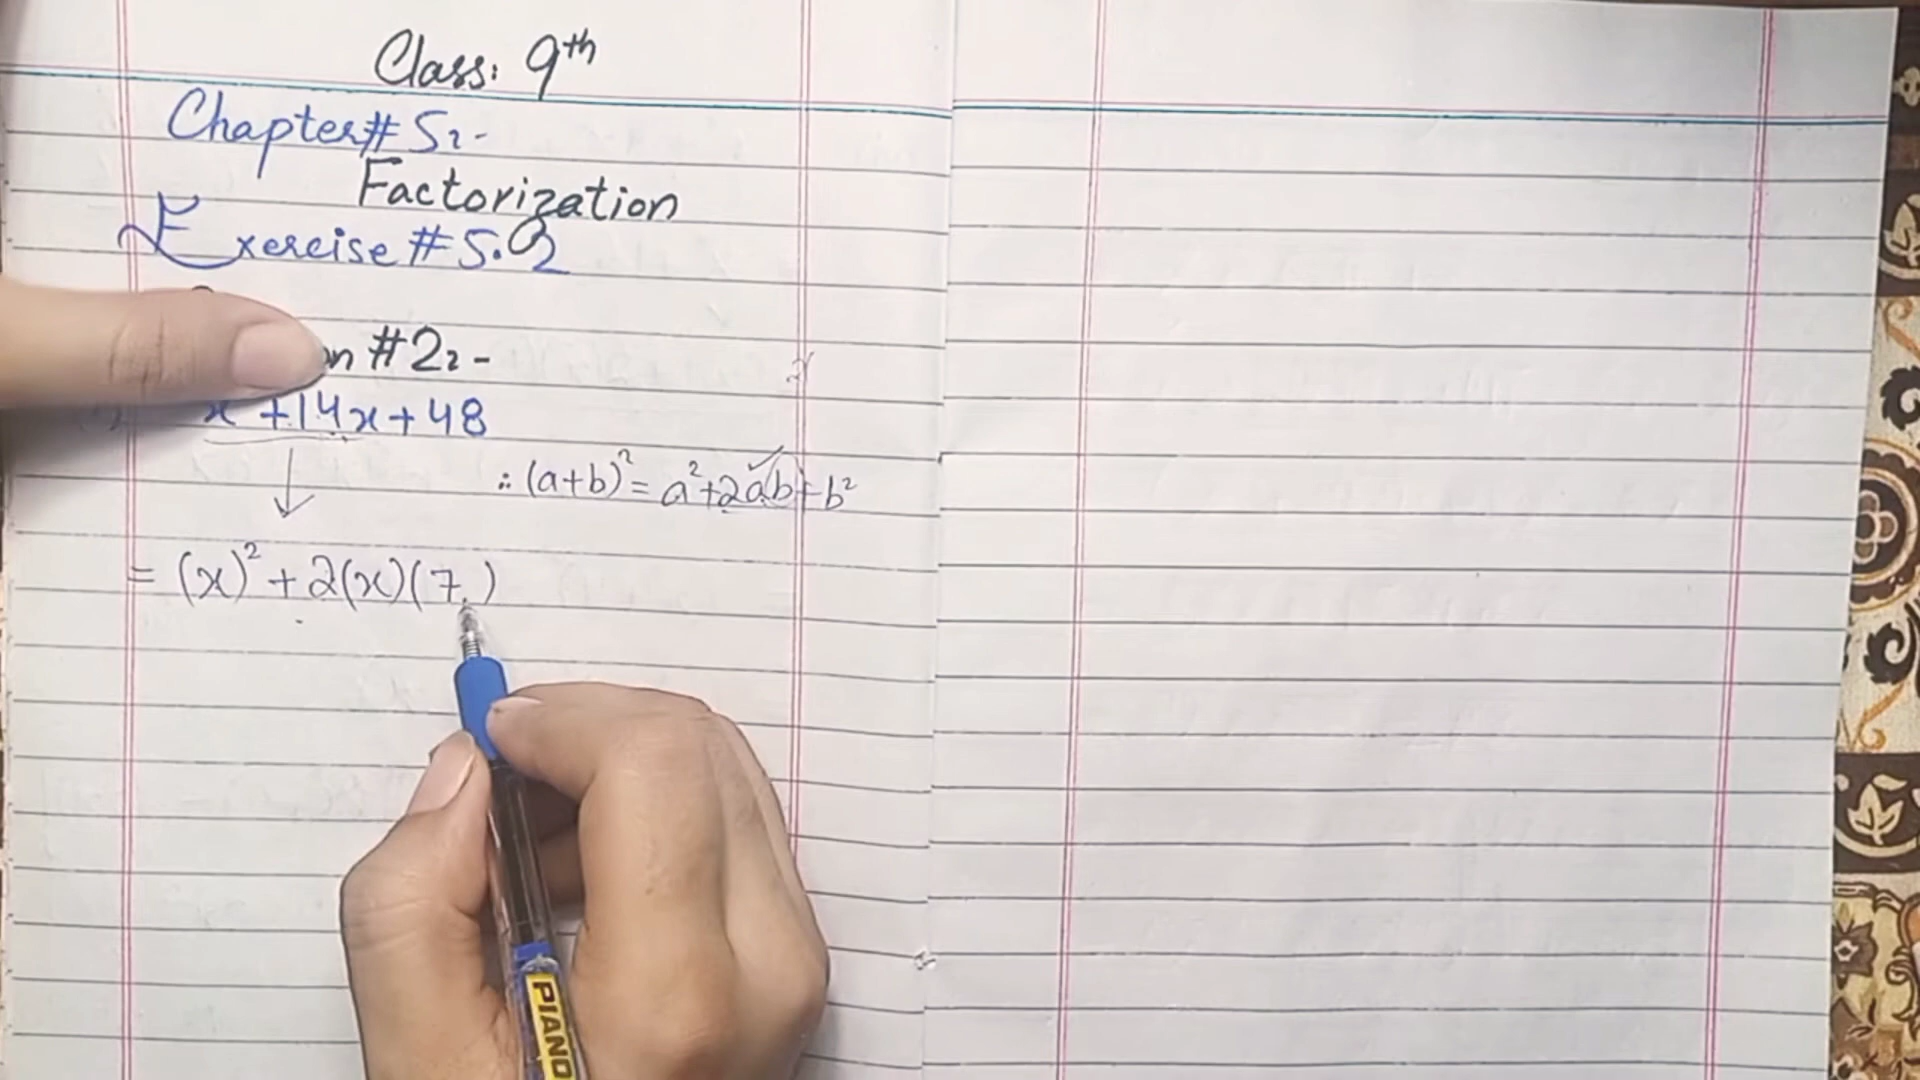 Class: 9th
Chapter # 5:-
Factorization
Exercise # 5.2
#2:-
x +14x+48
∴ (a+b)² = a²+2ab+b²
= (x)² + 2(x)(7 )
PIANO